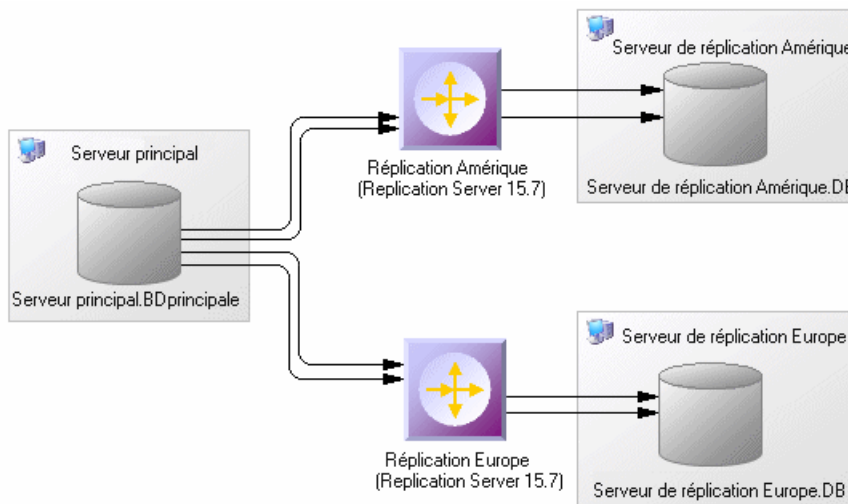 Serveur de réplication Amérique
Serveur principal
Réplication Amérique
(Replication Server 15.7)
Serveur de réplication Amérique.DB
Serveur principal.BDprincipale
Serveur de réplication Europe
Réplication Europe
(Replication Server 15.7)
Serveur de réplication Europe.DB